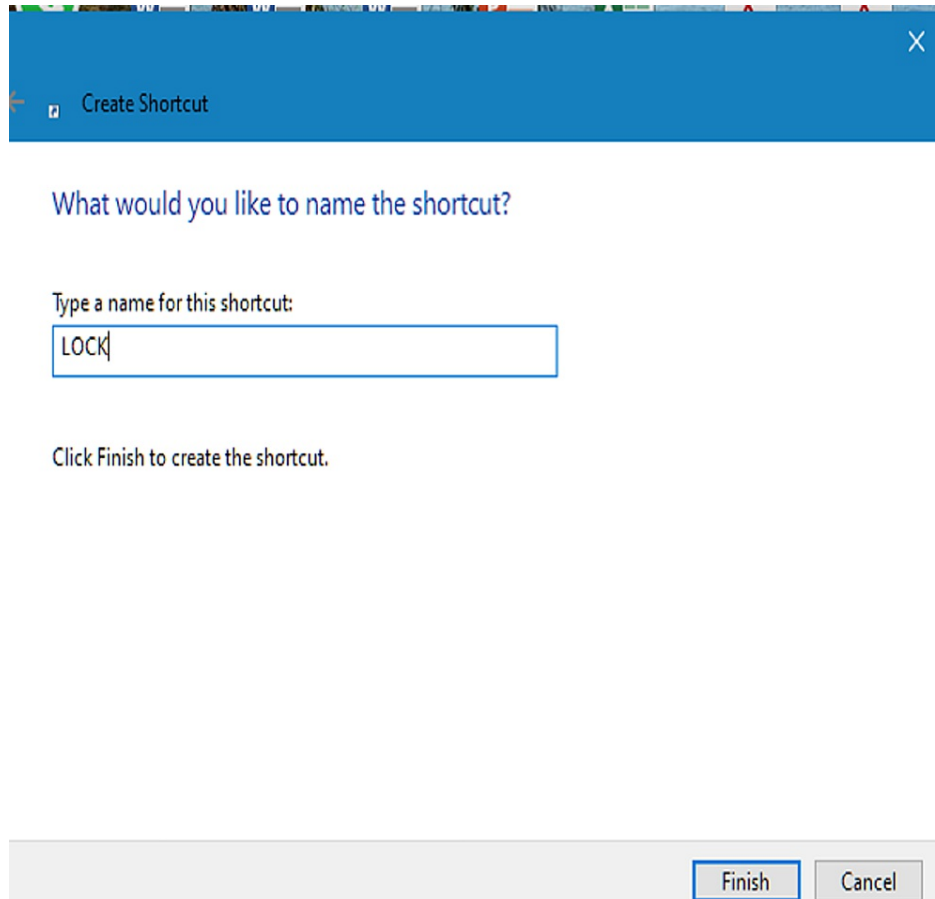 Create Shortcut
What would you like to name the shortcut?
Type a name for this shortcut:
LOCK
Click Finish to create the shortcut.
Finish Cancel